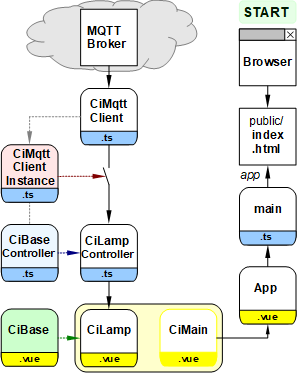 START
MQTT
Broker
Browser
CiMqtt
Client
.ts
public/
index
.html
app
CiMqtt
Client
Instance
.ts
main
.ts
CiBase
Controller
.ts
CiLamp
Controller
.ts
App
.vue
CiBase
.vue
CiLamp
.vue
CiMain
.vue